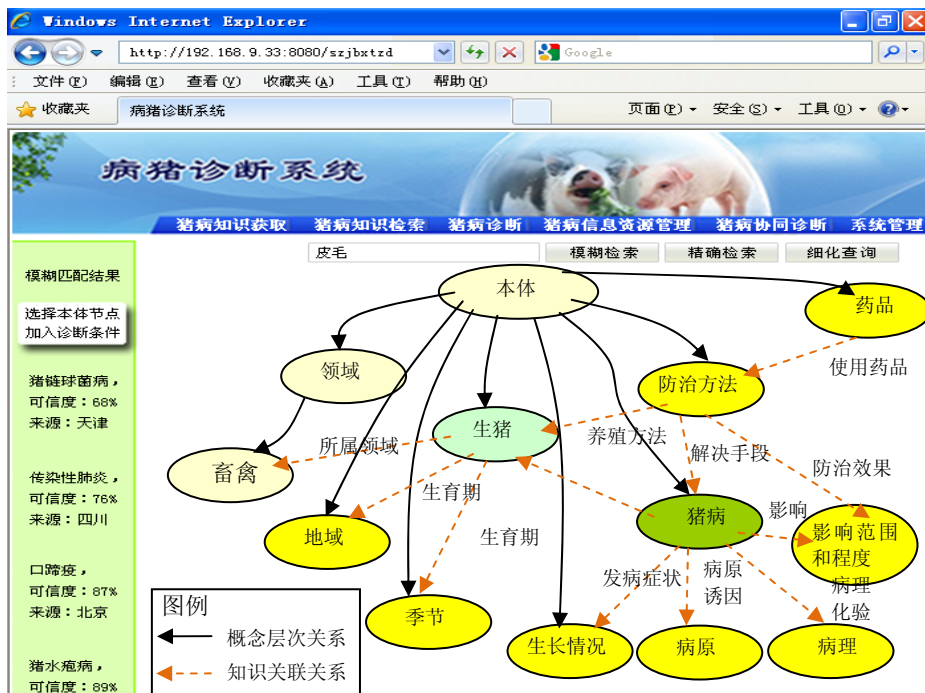 Windows Internet Explorer
http://192.168.9.33:8080/szjbxtzd
Google
文件(F) 编辑(E) 查看(V) 收藏夹(A) 工具(T) 帮助(H)
收藏夹 病猪诊断系统 页面(P) 安全(S) 工具(O)
病猪诊断系统
猪病知识获取 猪病知识检索 猪病诊断 猪病信息资源管理 猪病协同诊断 系统管理
皮毛 模糊检索 精确检索 细化查询
模糊匹配结果
选择本体节点
加入诊断条件
猪链球菌病,
可信度:68%
来源:天津
传染性肺炎,
可信度:76%
来源:四川
口蹄疫,
可信度:87%
来源:北京
猪水疱病,
可信度:89%
本体
药品
使用药品
领域
防治方法
生猪
养殖方法
所属领域
解决手段
畜禽
防治效果
生育期
猪病
影响
地域
生育期
影响范围
和程度
发病症状
病原
诱因
病理
化验
季节
生长情况
病原
病理
图例
概念层次关系
知识关联关系